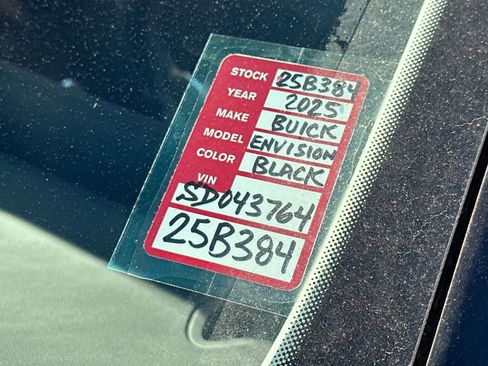 STOCK 25B384
YEAR 2025
MAKE BUICK
MODEL ENVISION
COLOR BLACK
VIN
SD043764
25B384